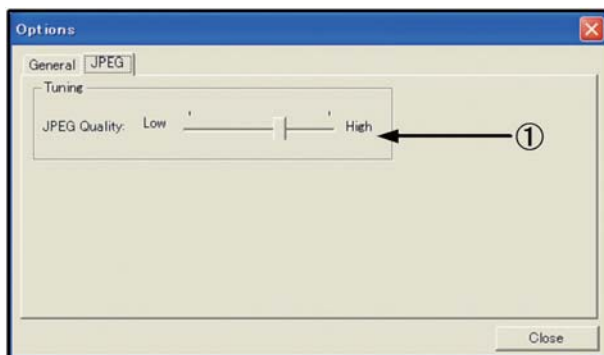 Options
General JPEG
Tuning
JPEG Quality: Low High
①
Close